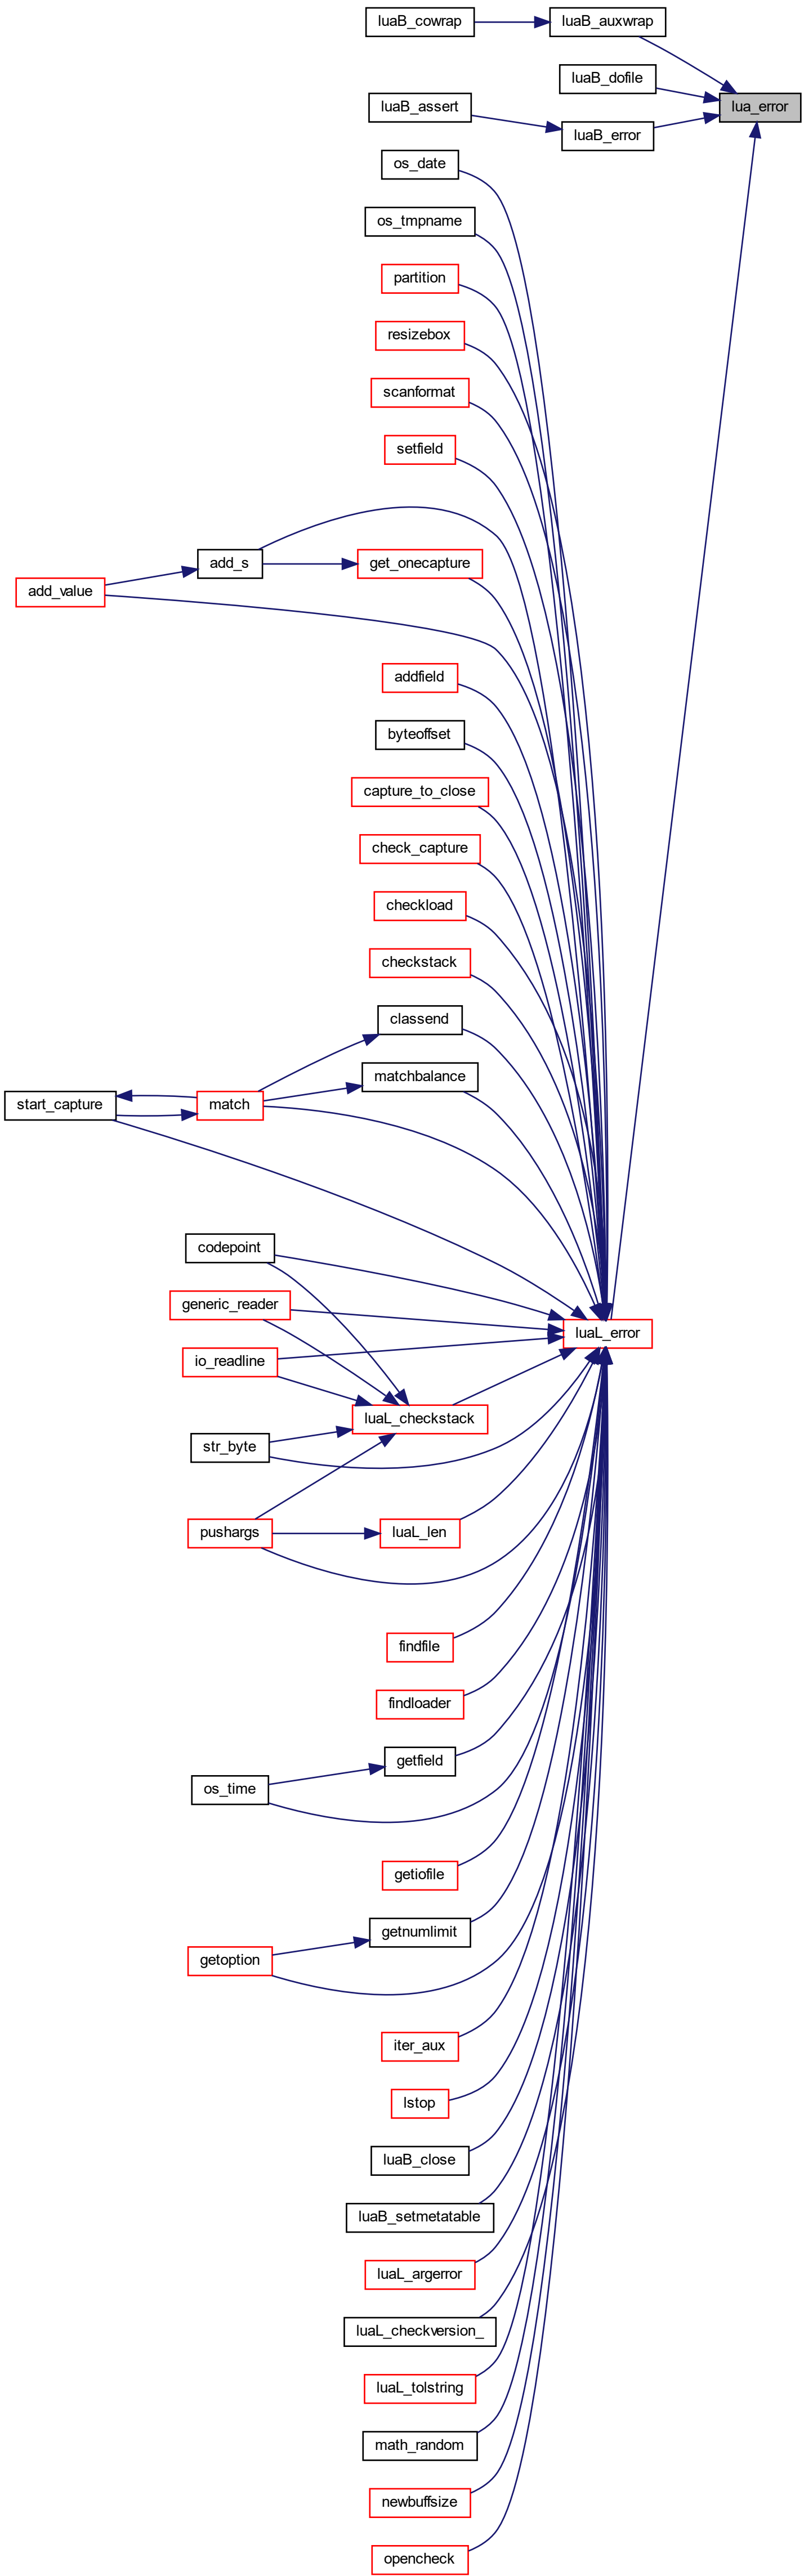 luaB_cowrap
luaB_auxwrap
luaB_dofile
lua_error
luaB_assert
luaB_error
os_date
os_tmpname
partition
resizebox
scanformat
setfield
add_s
get_onecapture
add_value
addfield
byteoffset
capture_to_close
check_capture
checkload
checkstack
classend
matchbalance
start_capture
match
codepoint
generic_reader
luaL_error
io_readline
luaL_checkstack
str_byte
pushargs
luaL_len
findfile
findloader
getfield
os_time
getiofile
getnumlimit
getoption
iter_aux
lstop
luaB_close
luaB_setmetatable
luaL_argerror
luaL_checkversion_
luaL_tolstring
math_random
newbuffsize
opencheck